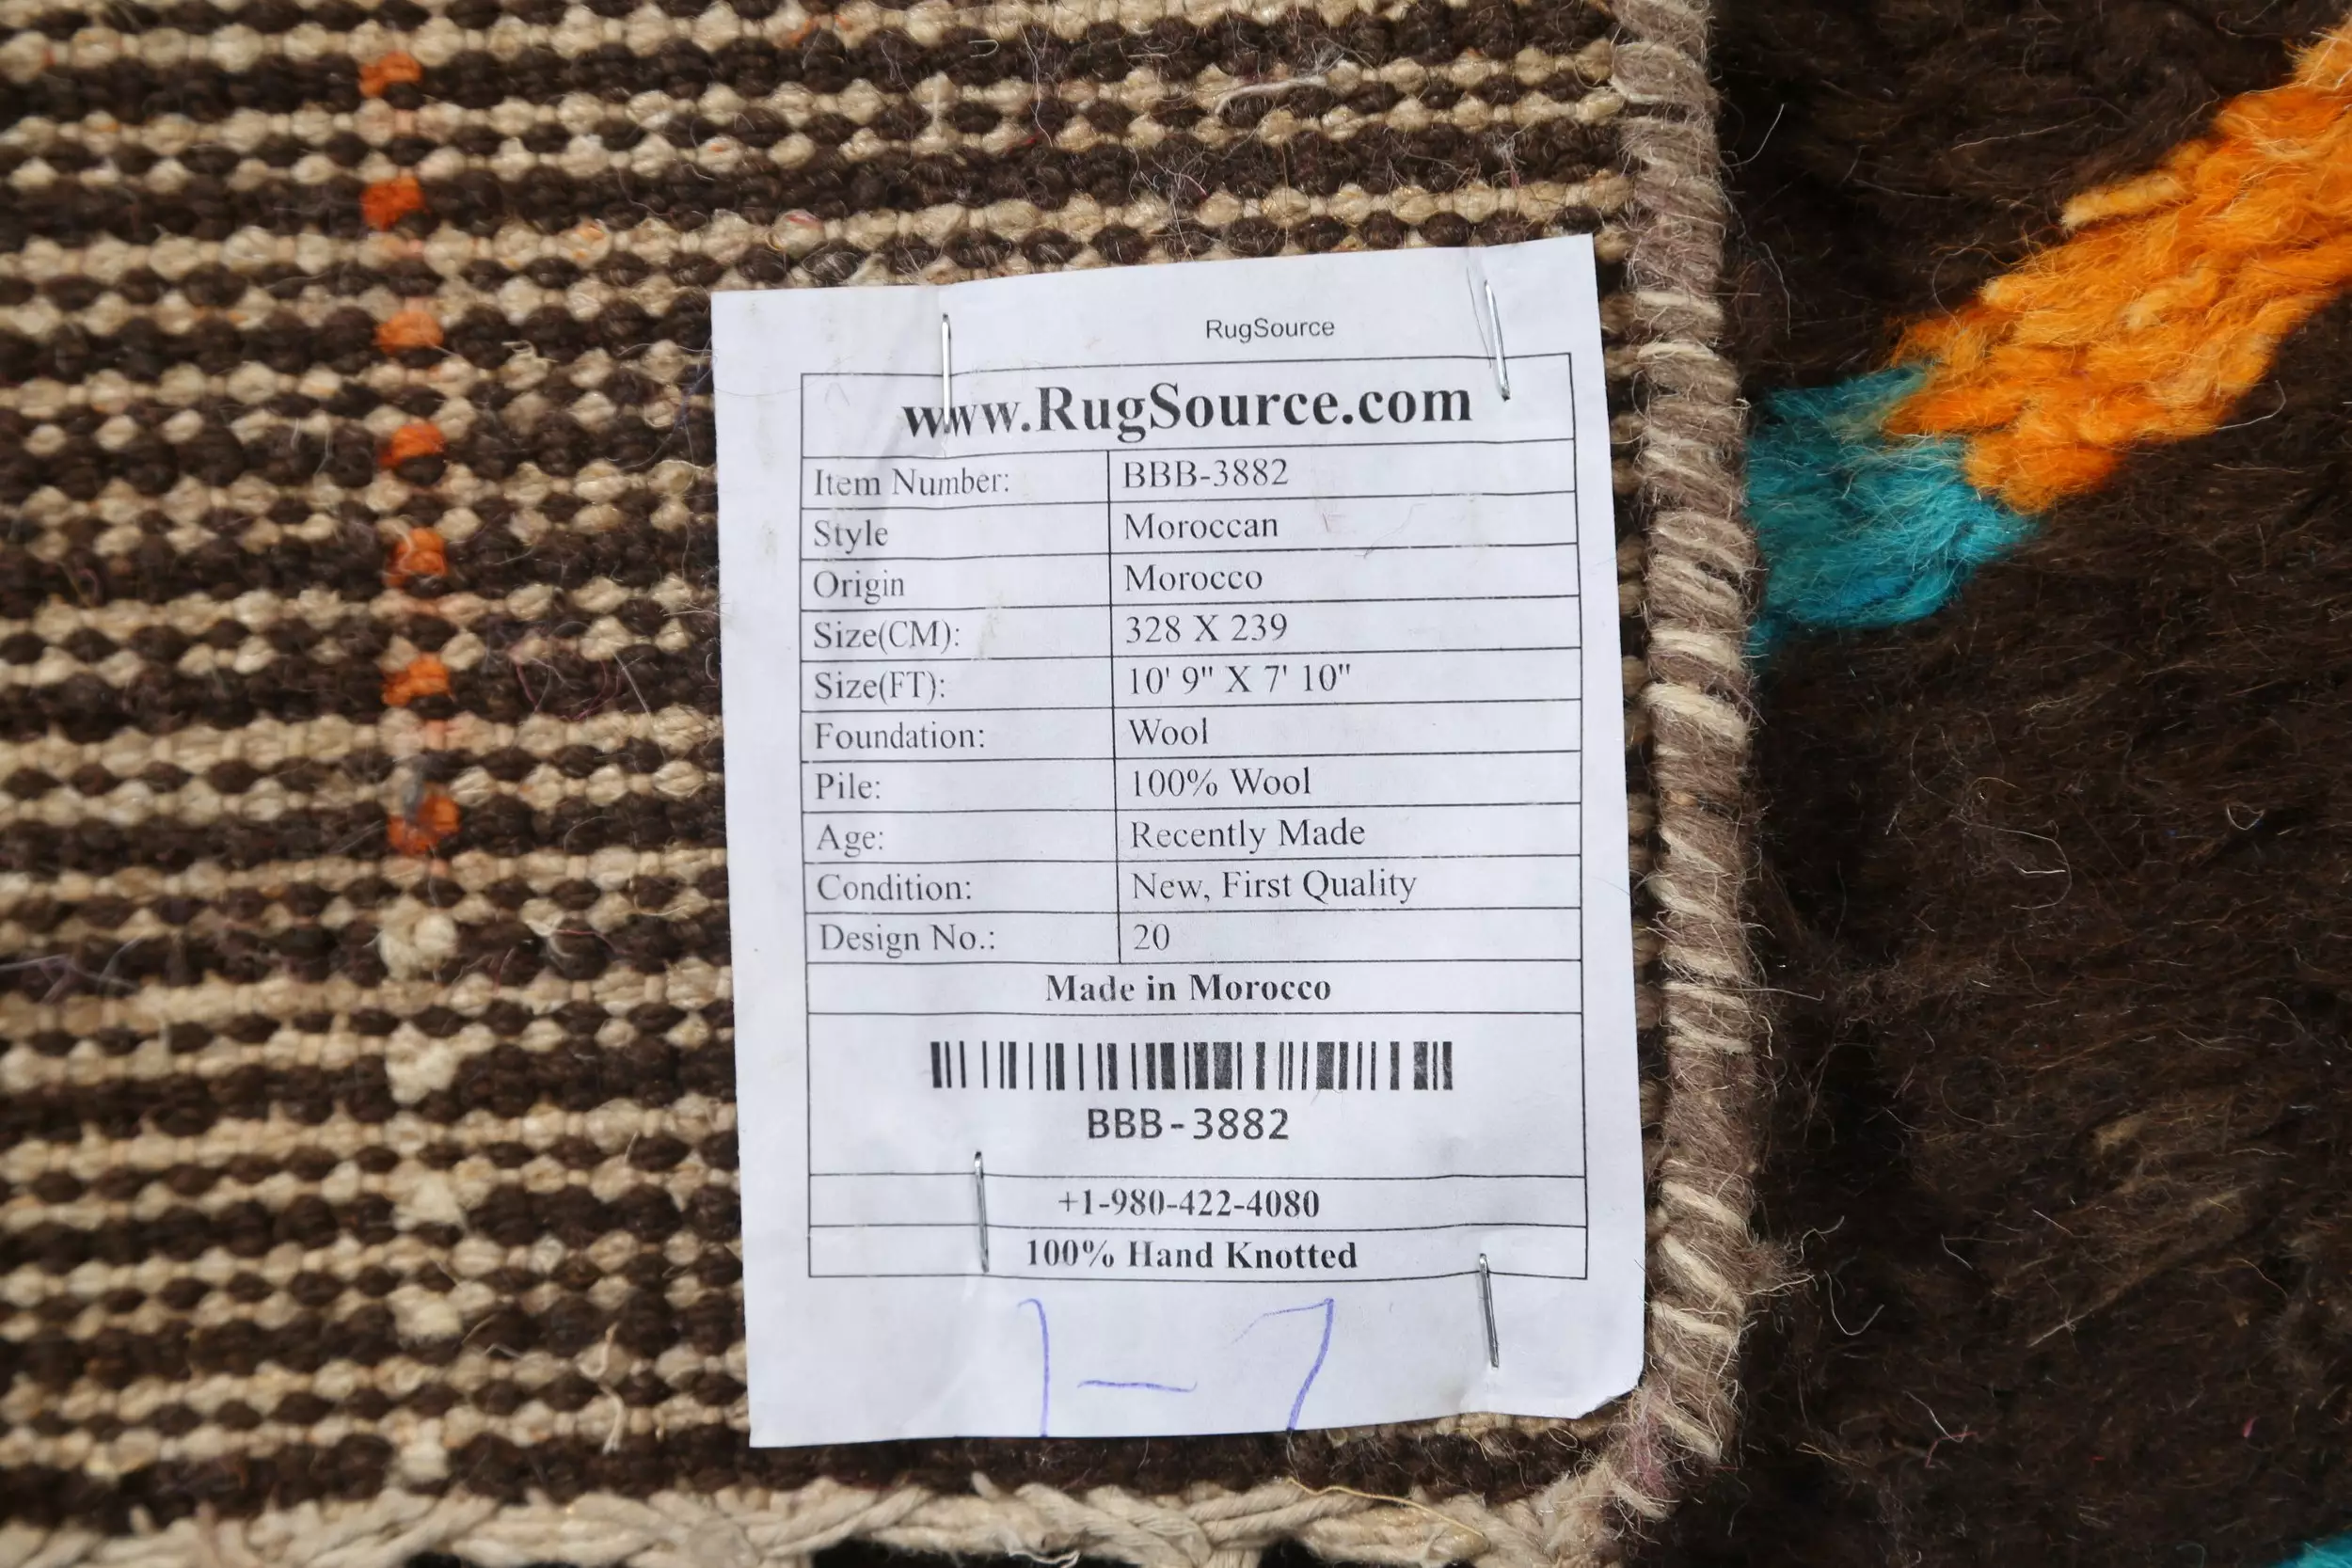 RugSource
www.RugSource.com
Item Number: BBB-3882
Style Moroccan
Origin Morocco
Size(CM): 328 X 239
Size(FT): 10' 9" X 7' 10"
Foundation: Wool
Pile: 100% Wool
Age: Recently Made
Condition: New, First Quality
Design No.: 20
Made in Morocco
BBB-3882
+1-980-422-4080
100% Hand Knotted
1-7